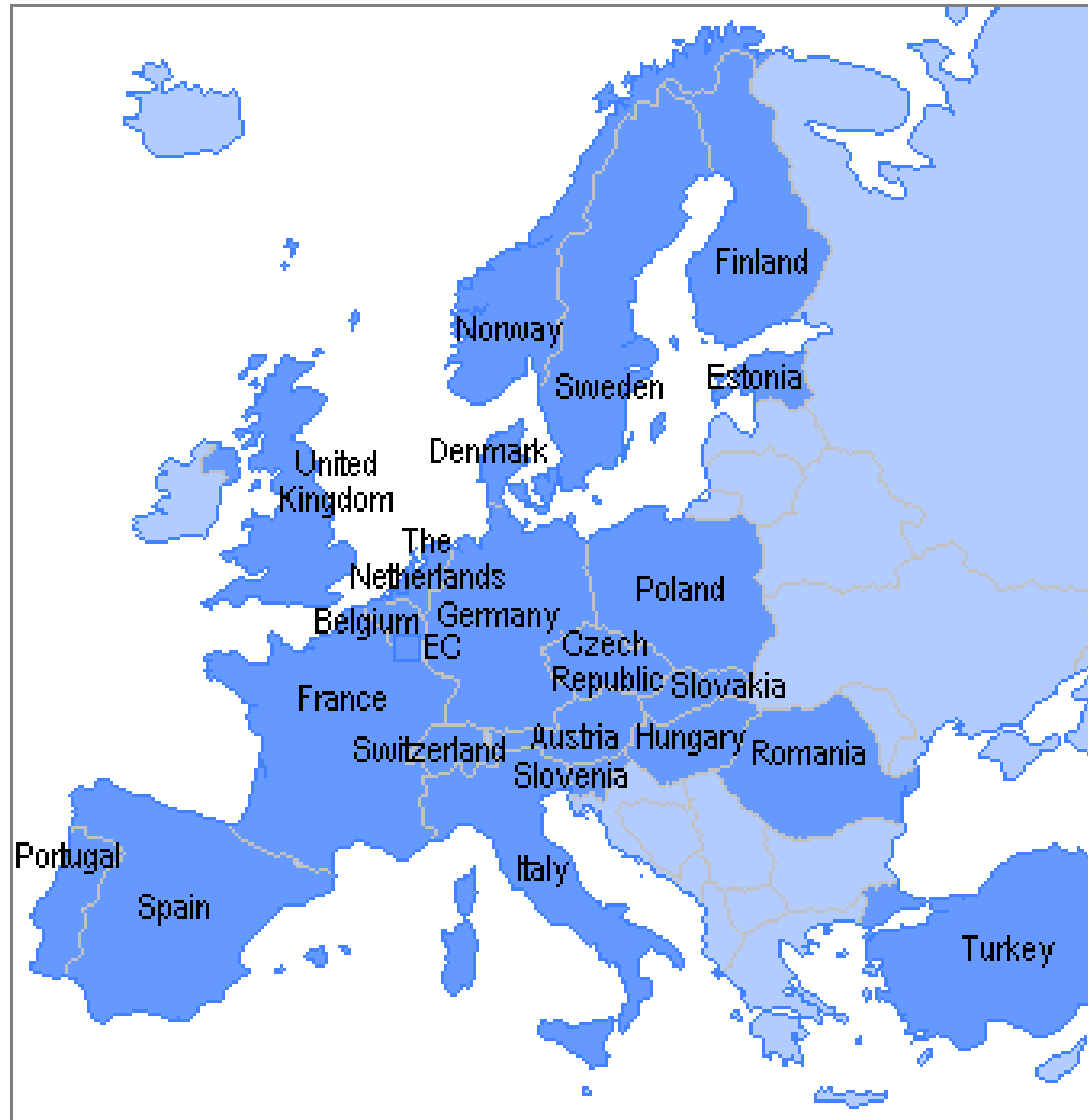 Finland
Norway
Estonia
Sweden
Denmark
United
Kingdom
The
Netherlands
Poland
Belgium
Germany
EC
Czech
Republic
Slovakia
France
Switzerland
Austria
Hungary
Romania
Slovenia
Portugal
Italy
Spain
Turkey